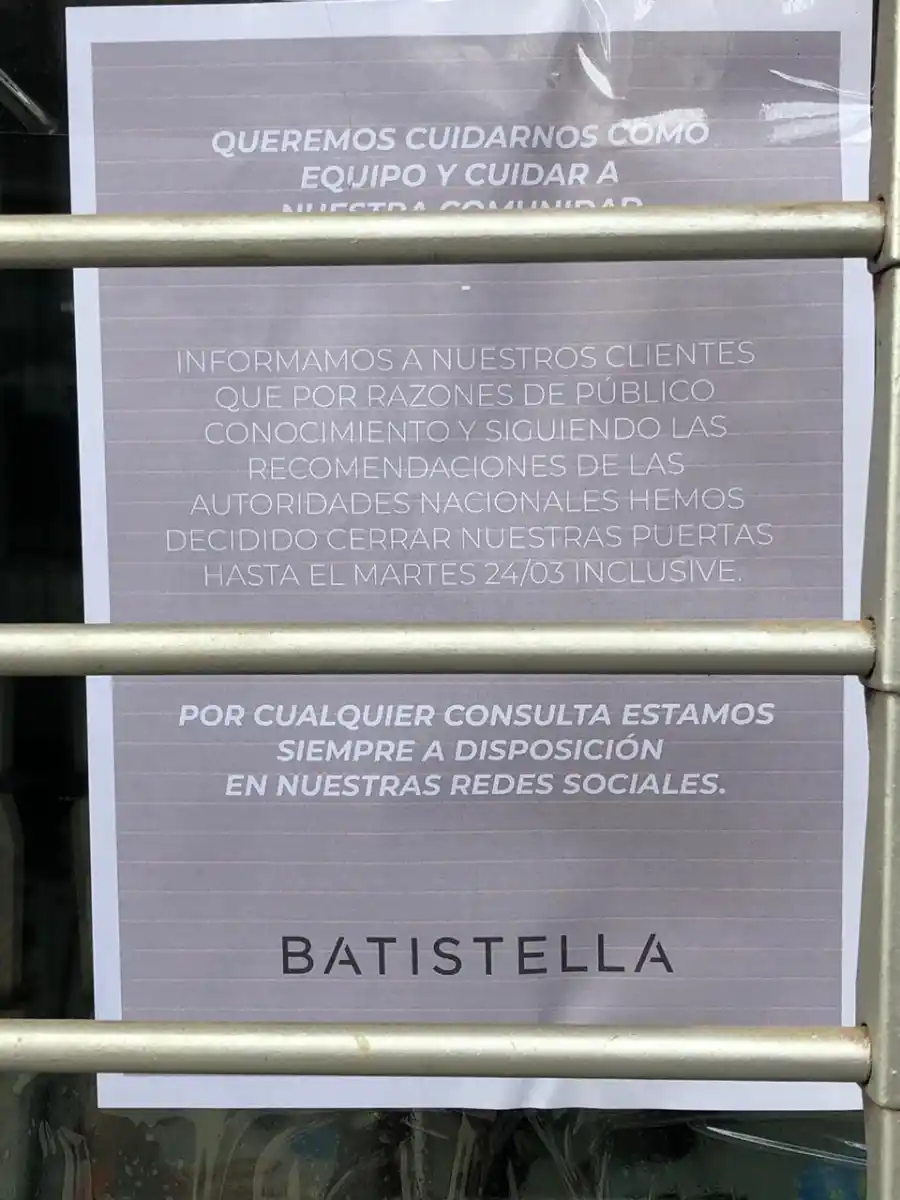 QUEREMOS CUIDARNOS COMO
EQUIPO Y CUIDAR A
NUESTRA COMUNIDAD
INFORMAMOS A NUESTROS CLIENTES
QUE POR RAZONES DE PÚBLICO
CONOCIMIENTO Y SIGUIENDO LAS
RECOMENDACIONES DE LAS
AUTORIDADES NACIONALES HEMOS
DECIDIDO CERRAR NUESTRAS PUERTAS
HASTA EL MARTES 24/03 INCLUSIVE.
POR CUALQUIER CONSULTA ESTAMOS
SIEMPRE A DISPOSICIÓN
EN NUESTRAS REDES SOCIALES.
BATISTELLA